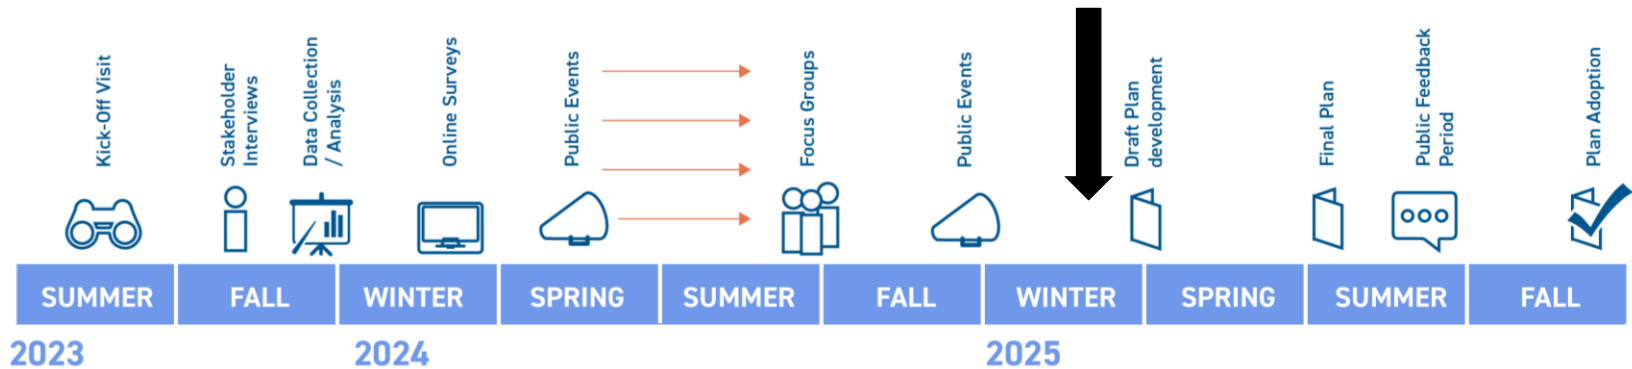 Kick-Off Visit
Stakeholder
Interviews
Data Collection
/ Analysis
Online Surveys
Public Events
Focus Groups
Public Events
Draft Plan
development
Final Plan
Public Feedback
Period
Plan Adoption
SUMMER
FALL
WINTER
SPRING
SUMMER
FALL
WINTER
SPRING
SUMMER
FALL
2023
2024
2025